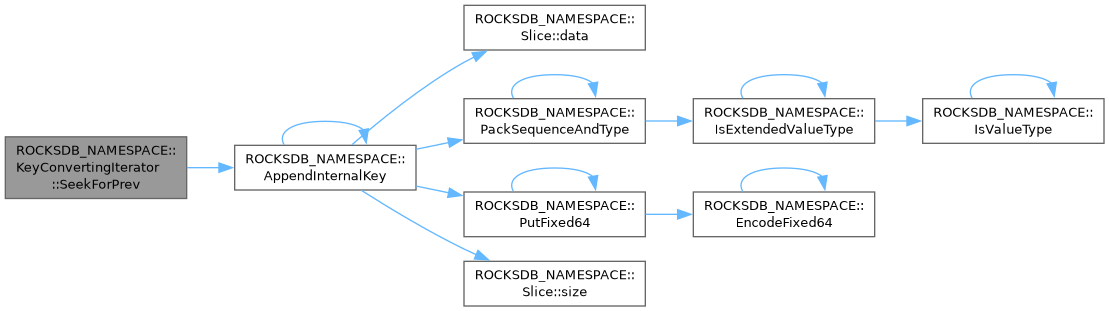 ROCKSDB_NAMESPACE::
KeyConvertingIterator
::SeekForPrev
ROCKSDB_NAMESPACE::
AppendInternalKey
ROCKSDB_NAMESPACE::
Slice::data
ROCKSDB_NAMESPACE::
PackSequenceAndType
ROCKSDB_NAMESPACE::
IsExtendedValueType
ROCKSDB_NAMESPACE::
IsValueType
ROCKSDB_NAMESPACE::
PutFixed64
ROCKSDB_NAMESPACE::
EncodeFixed64
ROCKSDB_NAMESPACE::
Slice::size